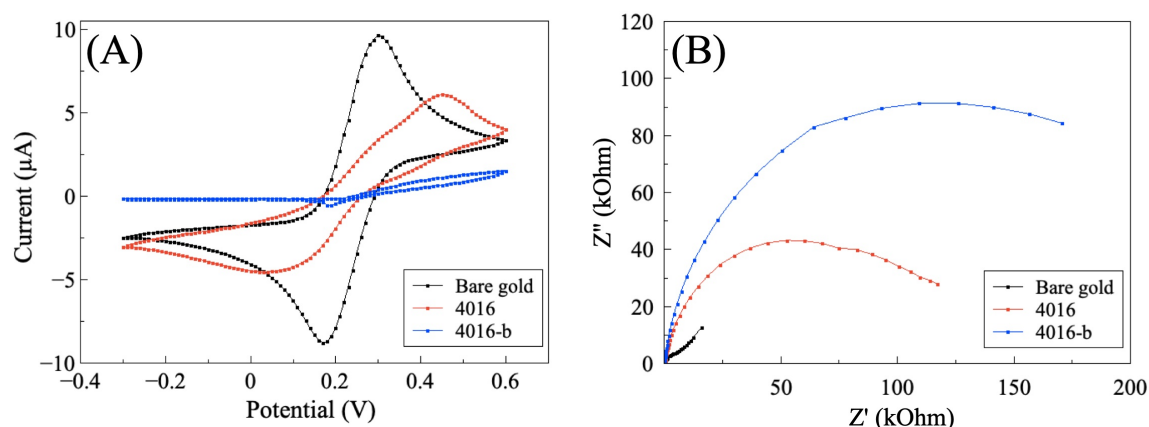 (A)
10
5
0
−5
−10
Current (µA)
−0.4
−0.2
0
0.2
0.4
0.6
Potential (V)
Bare gold
4016
4016-b
(B)
120
100
80
60
40
20
0
Z" (kOhm)
50
100
150
200
Z' (kOhm)
Bare gold
4016
4016-b